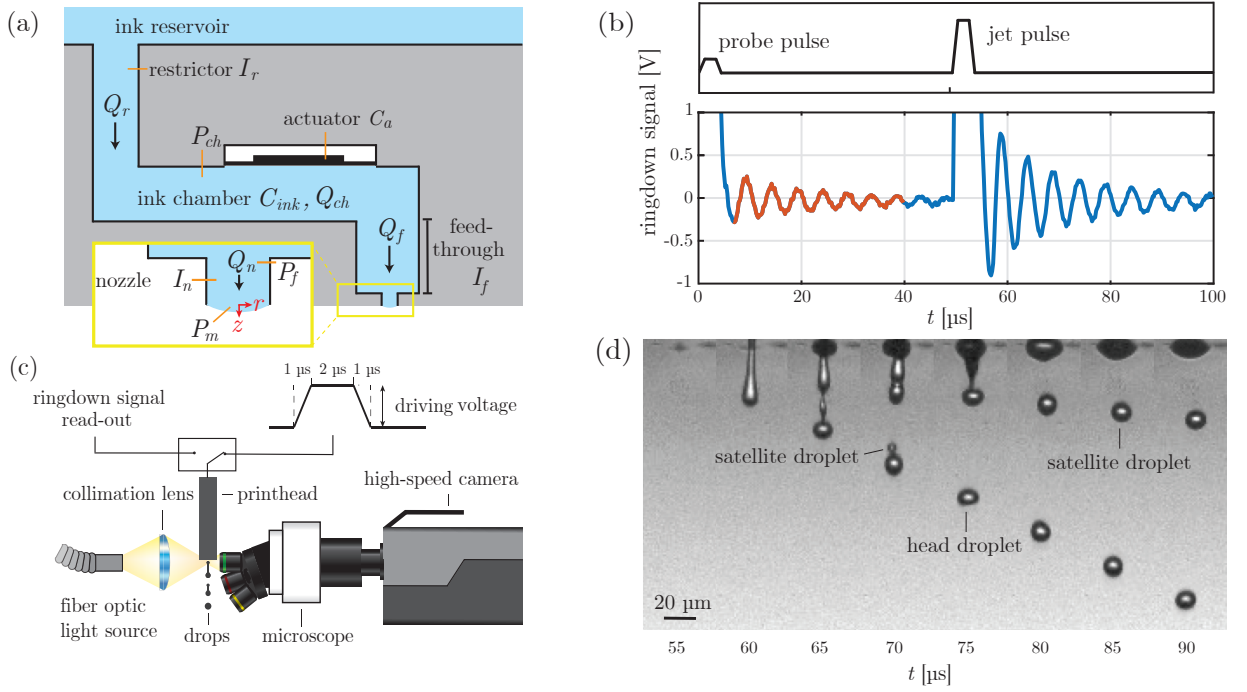 (a)
ink reservoir
restrictor I_r
Q_r
actuator C_a
P_ch
ink chamber C_ink, Q_ch
Q_f
feed-
through
I_f
nozzle
I_n
Q_n
P_f
r
z
P_m
(b)
probe pulse
jet pulse
ringdown signal [V]
1
0.5
0
-0.5
-1
0 20 40 60 80 100
t [µs]
(c)
1 µs 2 µs 1 µs
driving voltage
ringdown signal
read-out
collimation lens
printhead
high-speed camera
fiber optic
light source
drops
microscope
(d)
satellite droplet
satellite droplet
head droplet
20 µm
55 60 65 70 75 80 85 90
t [µs]